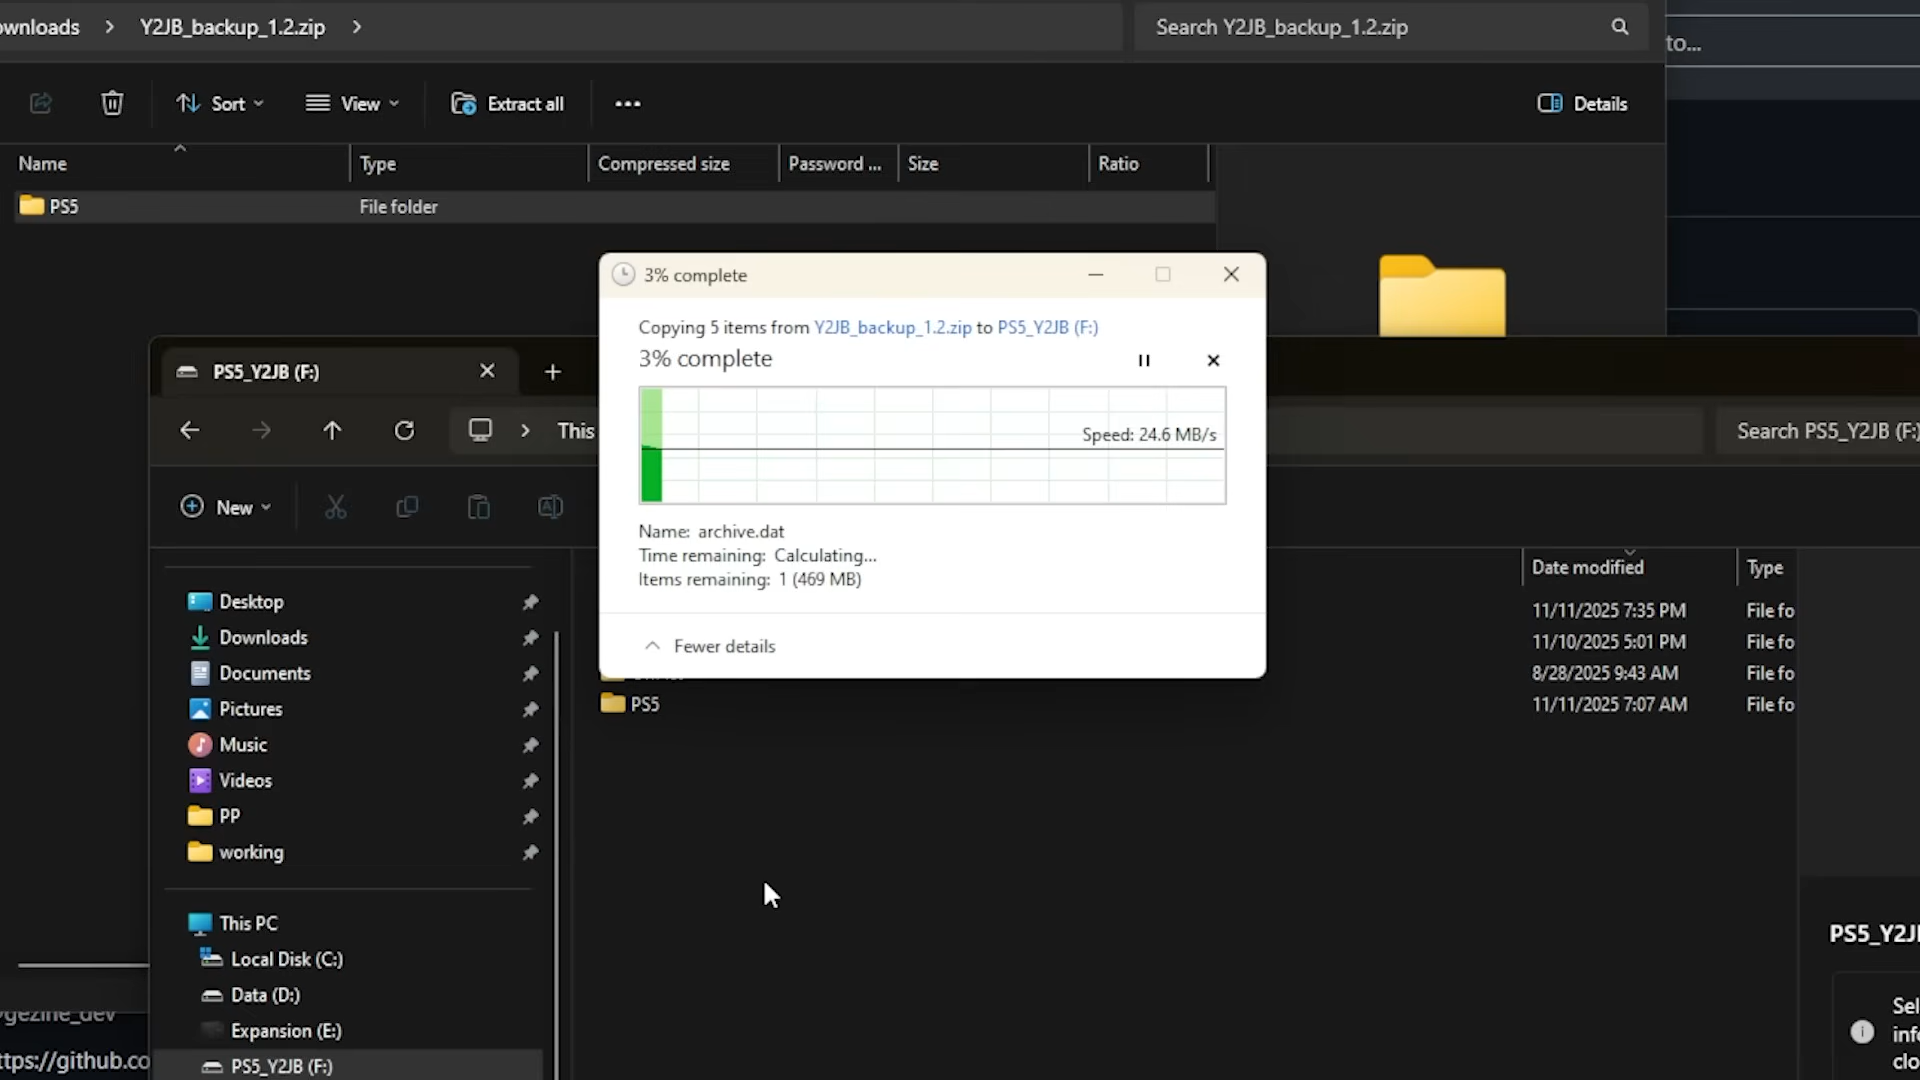 Y2JB_backup_1.2.zip
Search Y2JB_backup_1.2.zip
to...
Sort
View
Extract all
Details
Name
Type
Compressed size
Password ...
Size
Ratio
PS5
File folder
3% complete
Copying 5 items from Y2JB_backup_1.2.zip to PS5_Y2JB (F:)
3% complete
Speed: 24.6 MB/s
Name: archive.dat
Time remaining: Calculating...
Items remaining: 1 (469 MB)
Fewer details
PS5_Y2JB (F:)
This
Search PS5_Y2JB (F:)
New
Date modified
Type
11/11/2025 7:35 PM
File fo
11/10/2025 5:01 PM
File fo
8/28/2025 9:43 AM
File fo
PS5
11/11/2025 7:07 AM
File fo
Desktop
Downloads
Documents
Pictures
Music
Videos
PP
working
This PC
Local Disk (C:)
Data (D:)
Expansion (E:)
PS5_Y2JB (F:)
gezine_dev
ttps://github.co